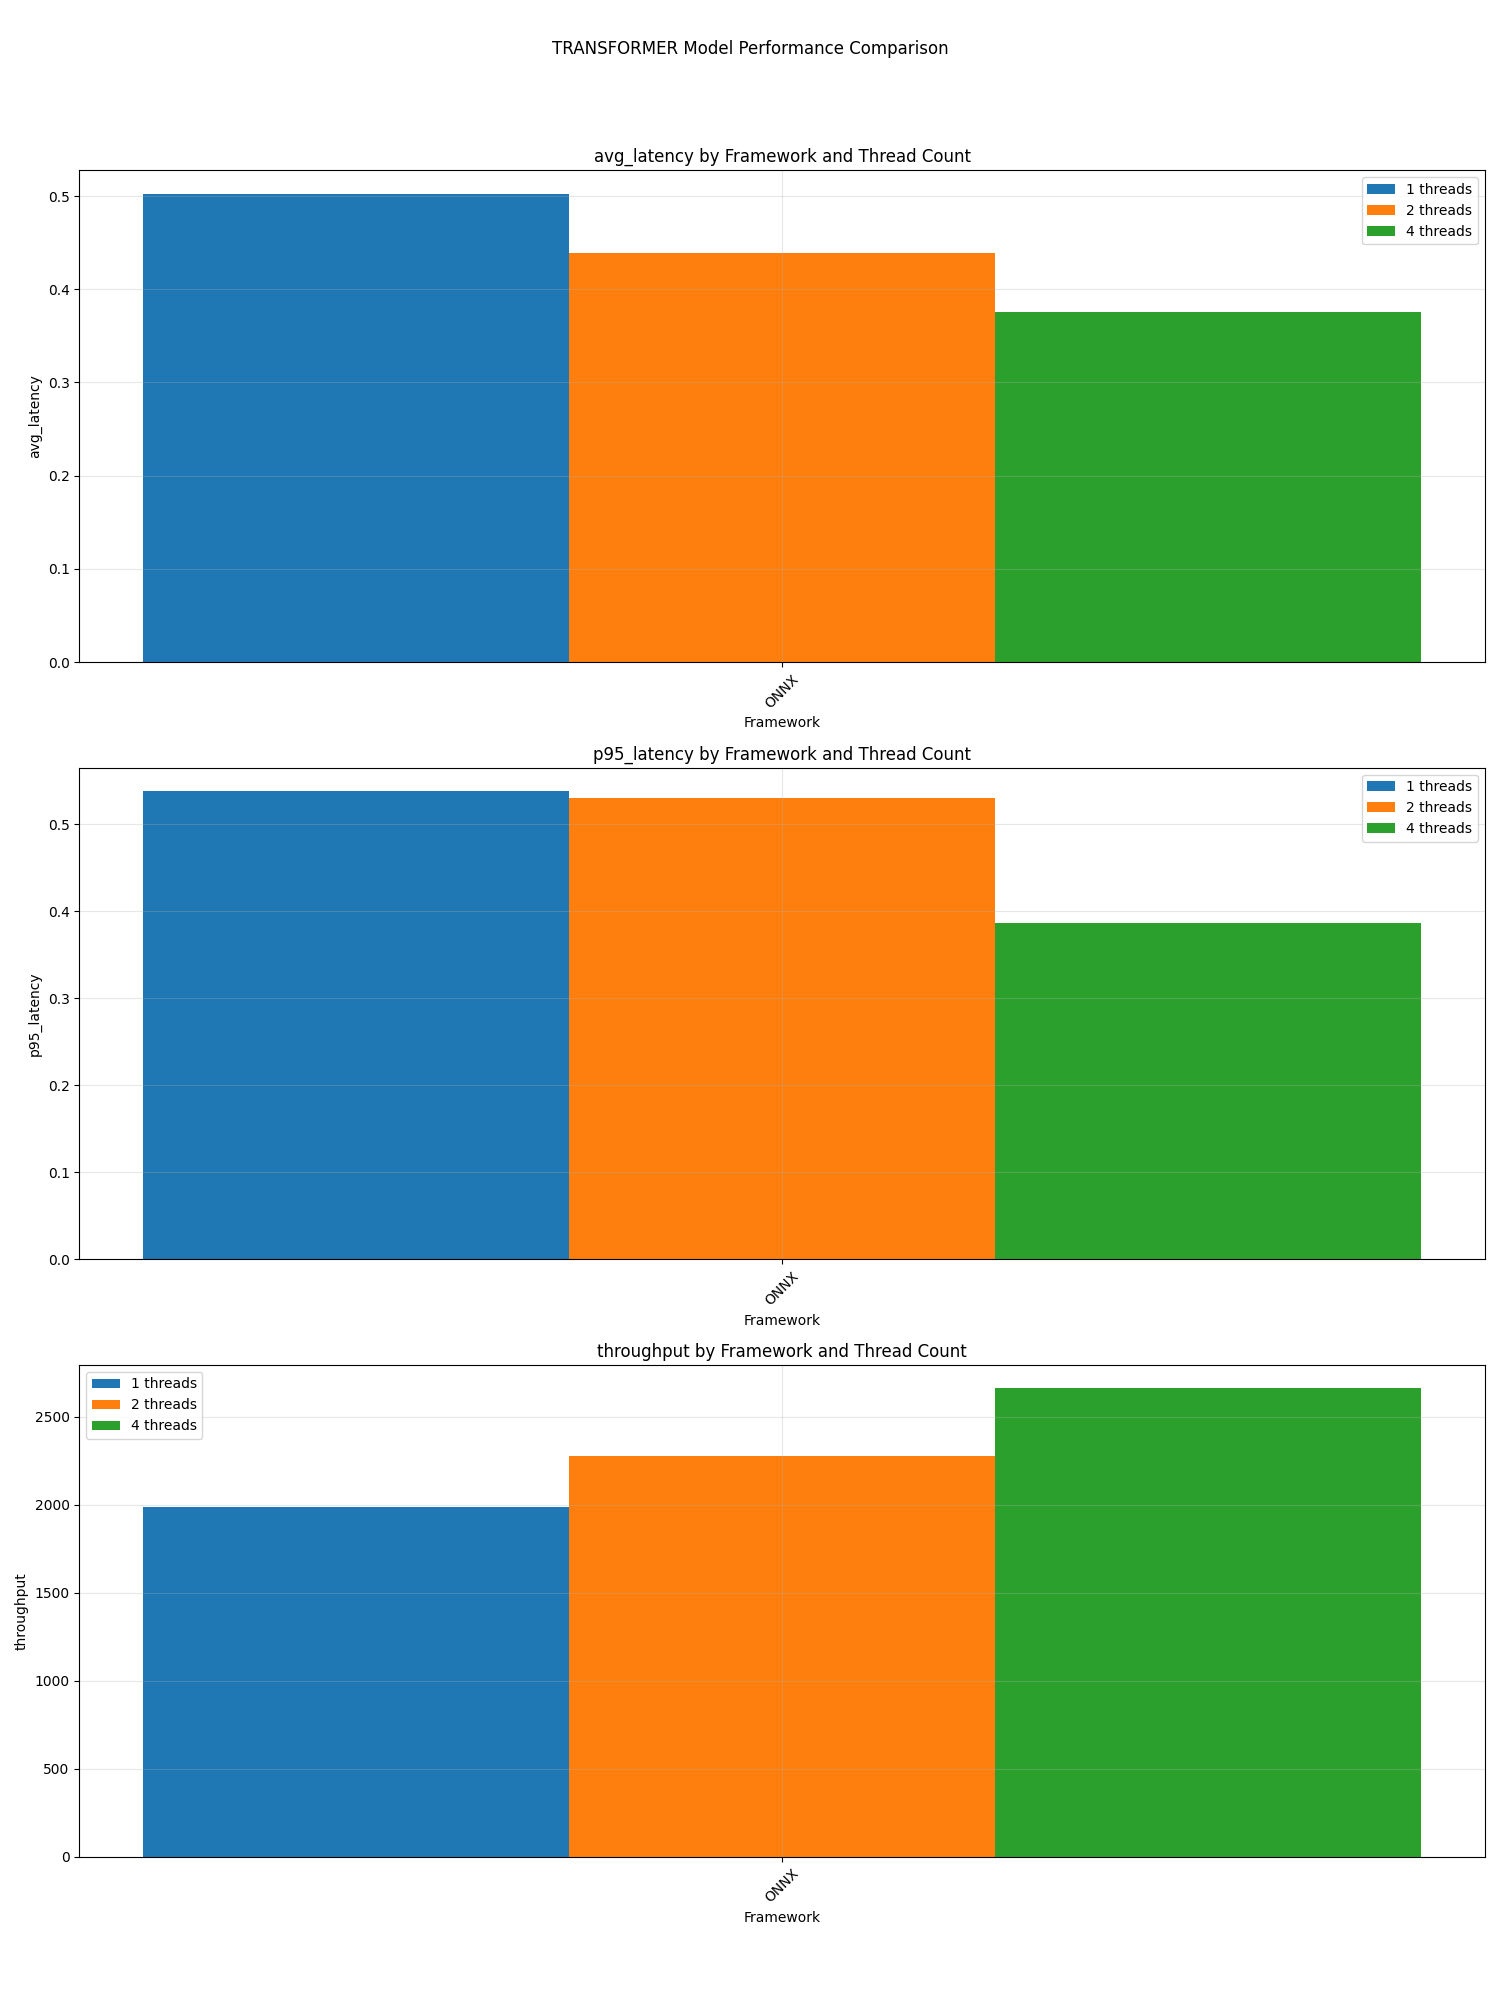 TRANSFORMER Model Performance Comparison
avg_latency by Framework and Thread Count
1 threads
2 threads
4 threads
0.5
0.4
0.3
0.2
0.1
0.0
avg_latency
ONNX
Framework
p95_latency by Framework and Thread Count
1 threads
2 threads
4 threads
0.5
0.4
0.3
0.2
0.1
0.0
p95_latency
ONNX
Framework
throughput by Framework and Thread Count
1 threads
2 threads
4 threads
2500
2000
1500
1000
500
0
throughput
ONNX
Framework